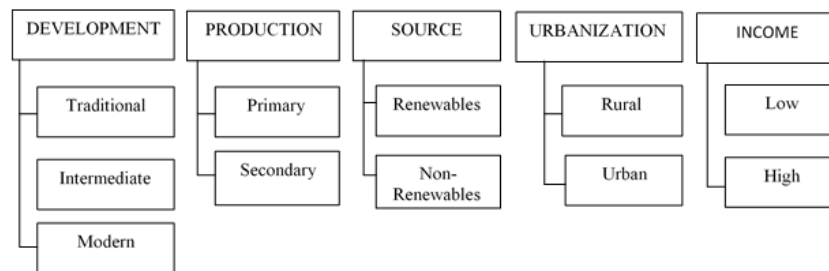 DEVELOPMENT
Traditional
Intermediate
Modern
PRODUCTION
Primary
Secondary
SOURCE
Renewables
Non-
Renewables
URBANIZATION
Rural
Urban
INCOME
Low
High